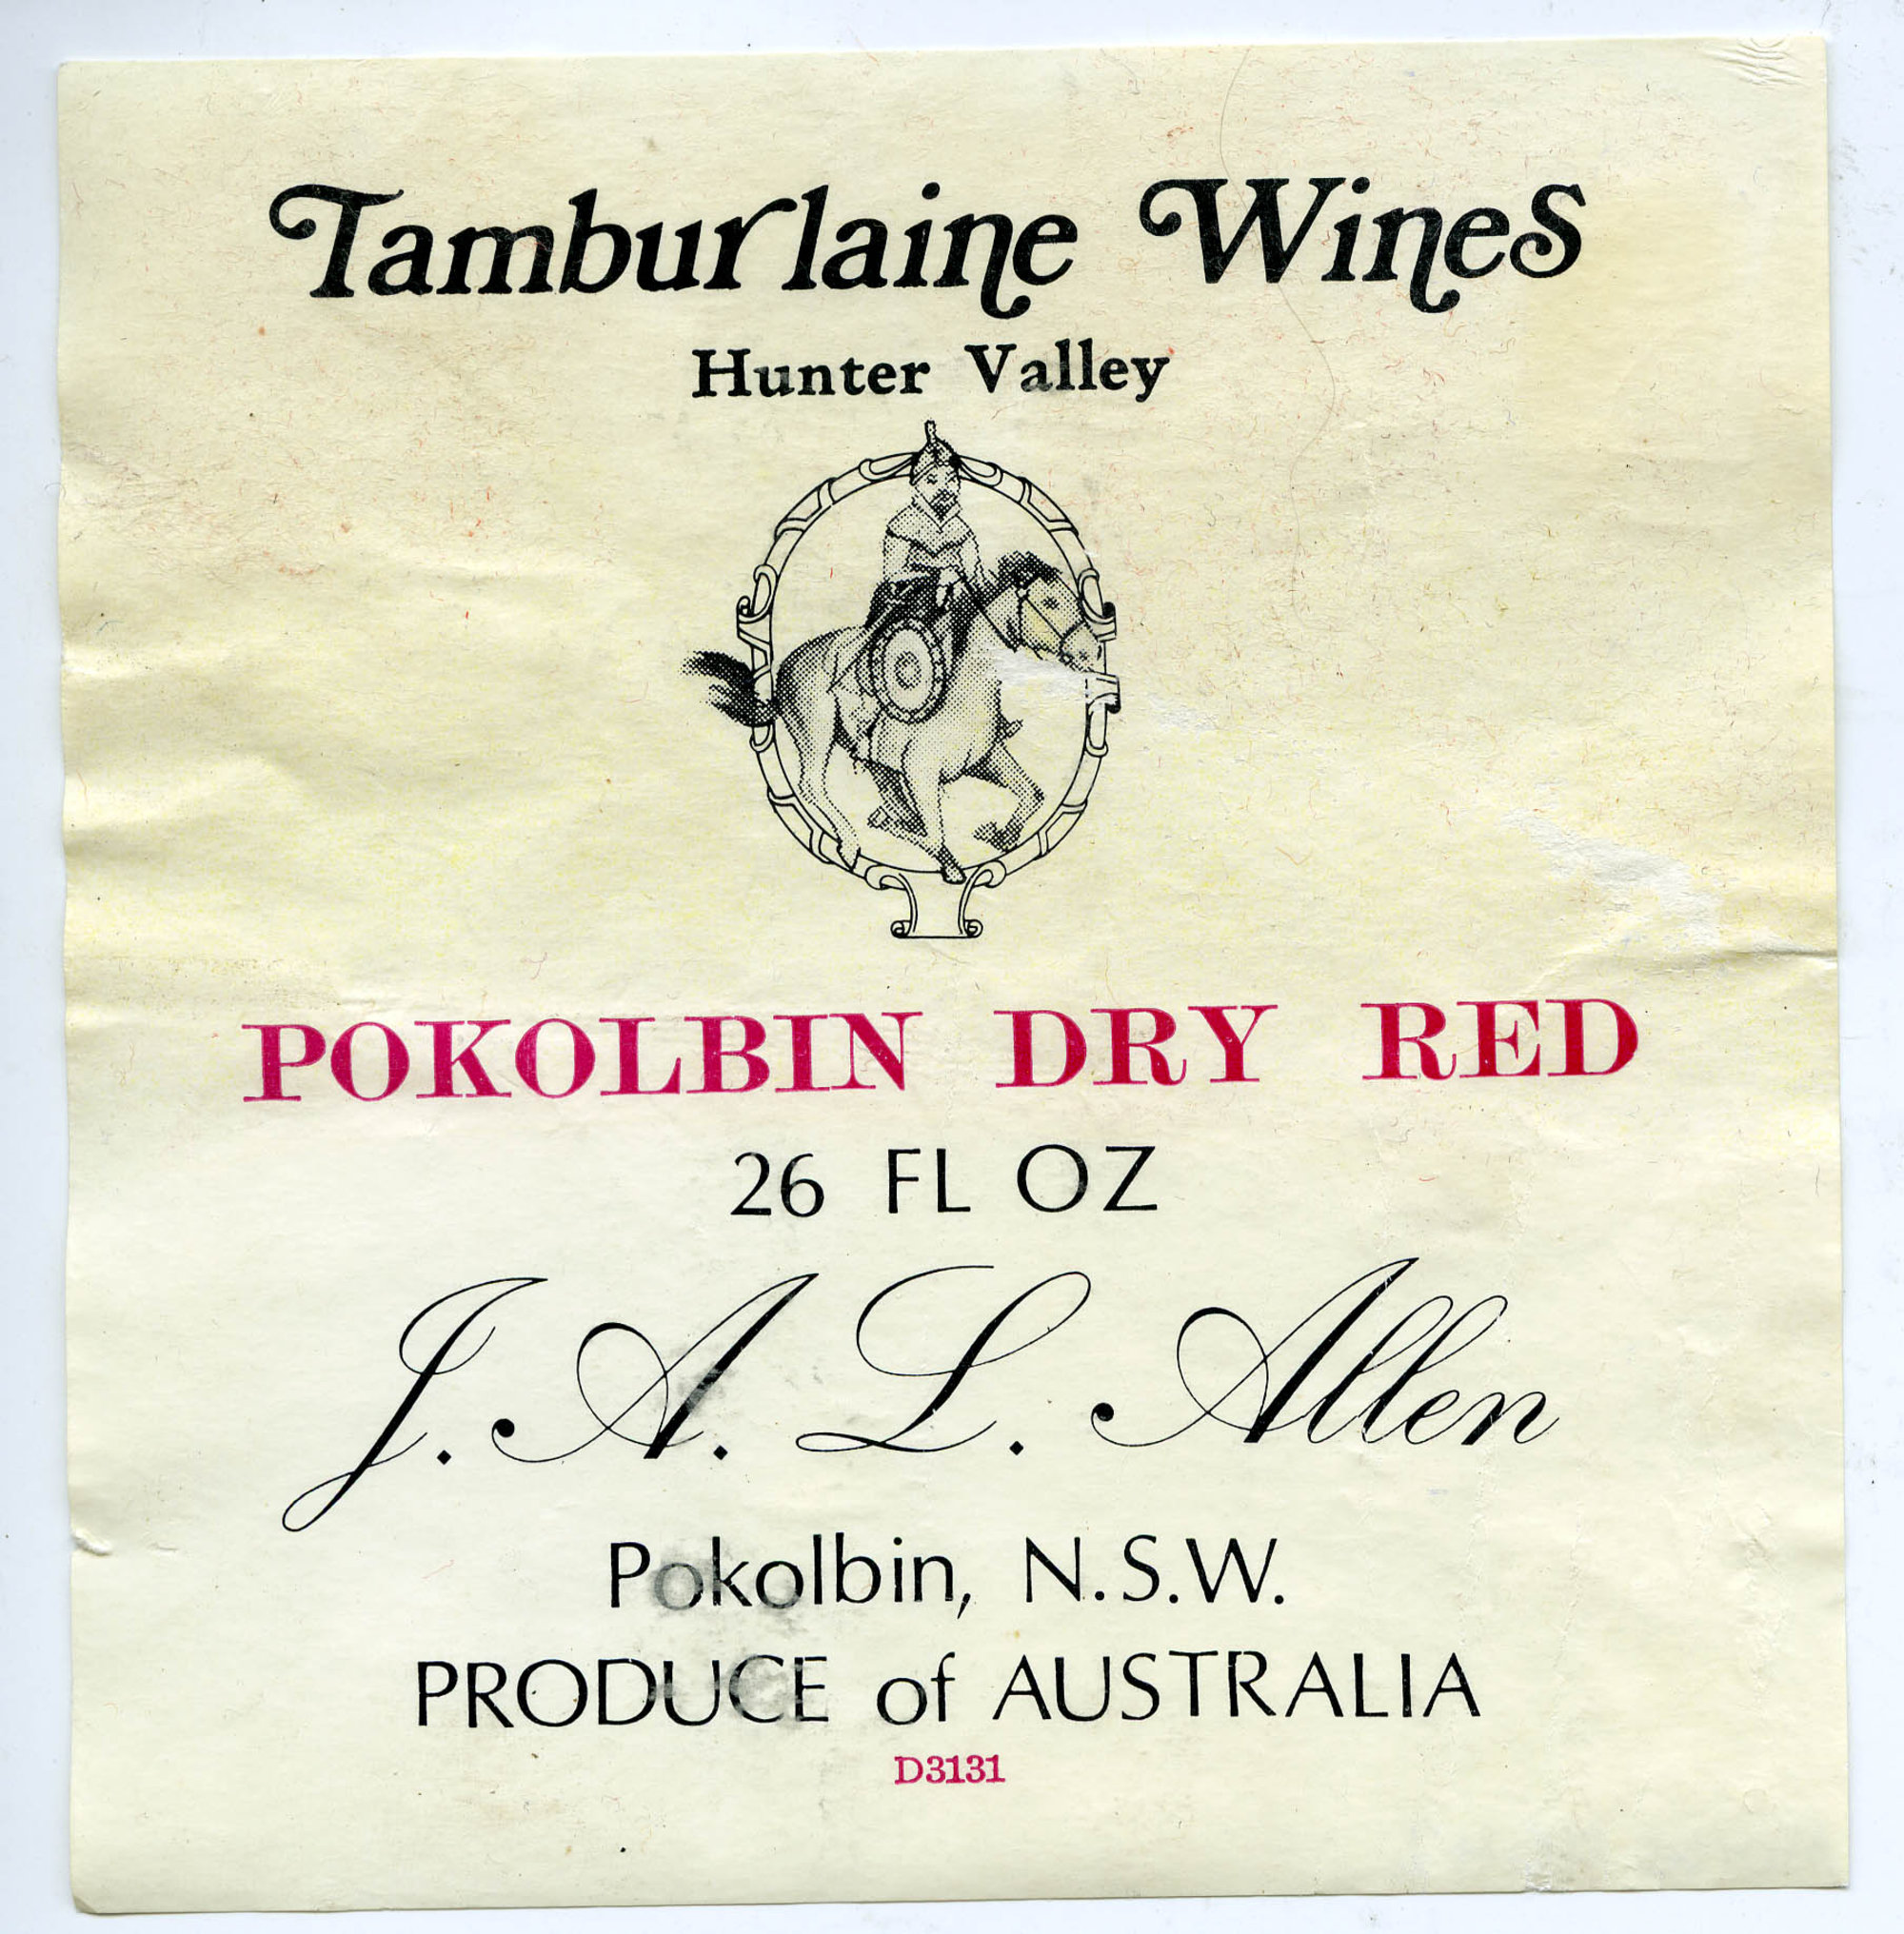 Tamburlaine Wines
Hunter Valley
POKOLBIN DRY RED
26 FL OZ
J. A. L. Allen
Pokolbin, N.S.W.
PRODUCE of AUSTRALIA
D3131